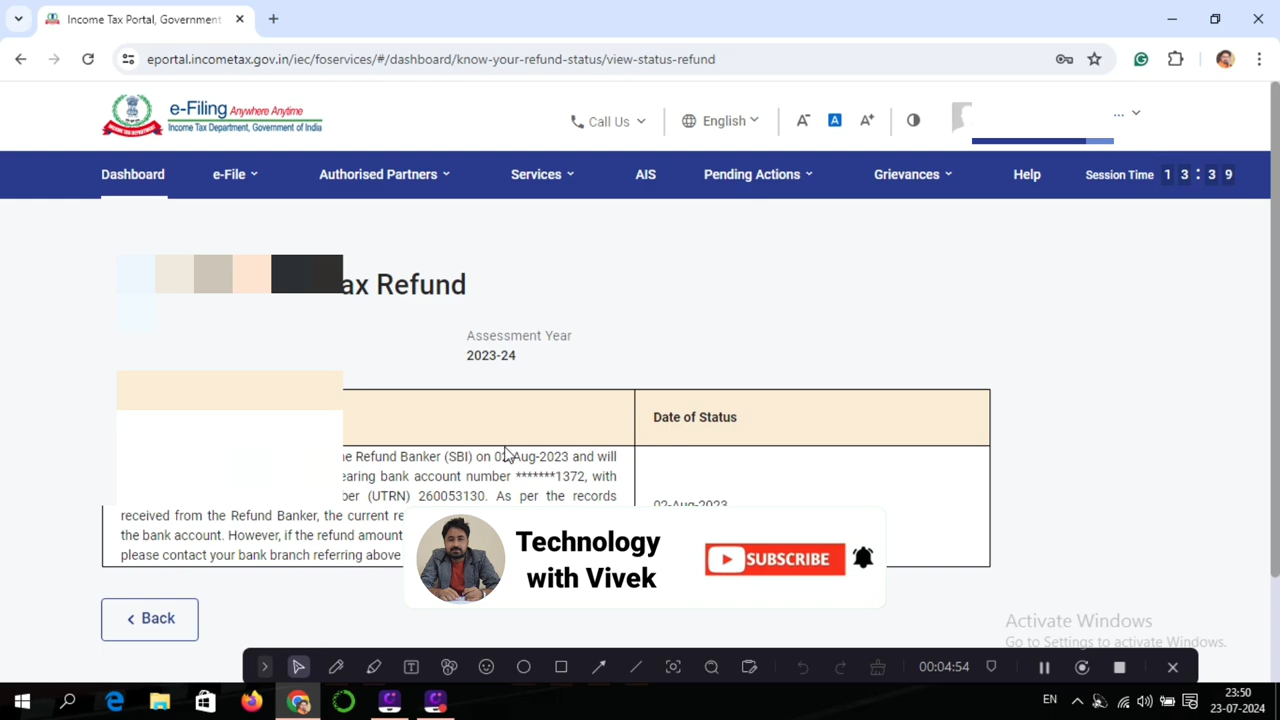 Income Tax Portal, Government
eportal.incometax.gov.in/iec/foservices/#/dashboard/know-your-refund-status/view-status-refund
e-Filing Anywhere Anytime
Income Tax Department, Government of India
Call Us
English
A-
A
A+
...
Dashboard
e-File
Authorised Partners
Services
AIS
Pending Actions
Grievances
Help
Session Time 1 3 : 3 9
ax Refund
Assessment Year
2023-24
Date of Status
Refund Banker (SBI) on 02-Aug-2023 and will
earing bank account number *******1372, with
ber (UTRN) 260053130. As per the records
02-Aug-2023
received from the Refund Banker, the current
the bank account. However, if the refund amount
please contact your bank branch referring above
Technology
with Vivek
SUBSCRIBE
Back
Activate Windows
Go to Settings to activate Windows.
00:04:54
EN
23:50
23-07-2024